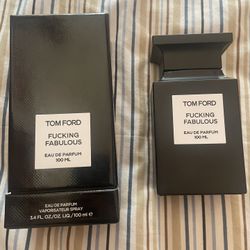 TOM FORD
FUCKING
FABULOUS
EAU DE PARFUM
100 ML
EAU DE PARFUM
VAPORISATEUR SPRAY
3.4 FL.OZ./OZ. LIQ./100 ml ℮
TOM FORD
FUCKING
FABULOUS
EAU DE PARFUM
100 ML